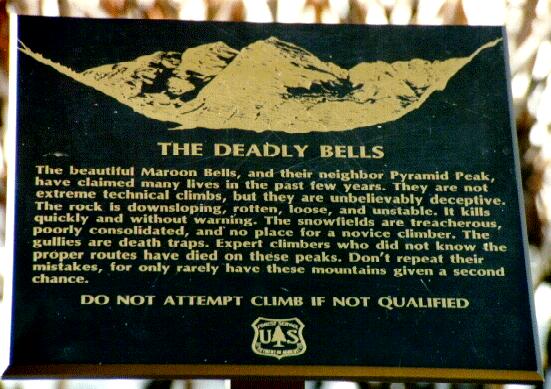 THE DEADLY BELLS
The beautiful Maroon Bells, and their neighbor Pyramid Peak,
have claimed many lives in the past few years. They are not
extreme technical climbs, but they are unbelievably deceptive.
The rock is downsloping, rotten, loose, and unstable. It kills
quickly and without warning. The snowfields are treacherous,
poorly consolidated, and no place for a novice climber. The
gullies are death traps. Expert climbers who did not know the
proper routes have died on these peaks. Don't repeat their
mistakes, for only rarely have these mountains given a second
chance.
DO NOT ATTEMPT CLIMB IF NOT QUALIFIED
FOREST SERVICE
U S
DEPARTMENT OF AGRICULTURE